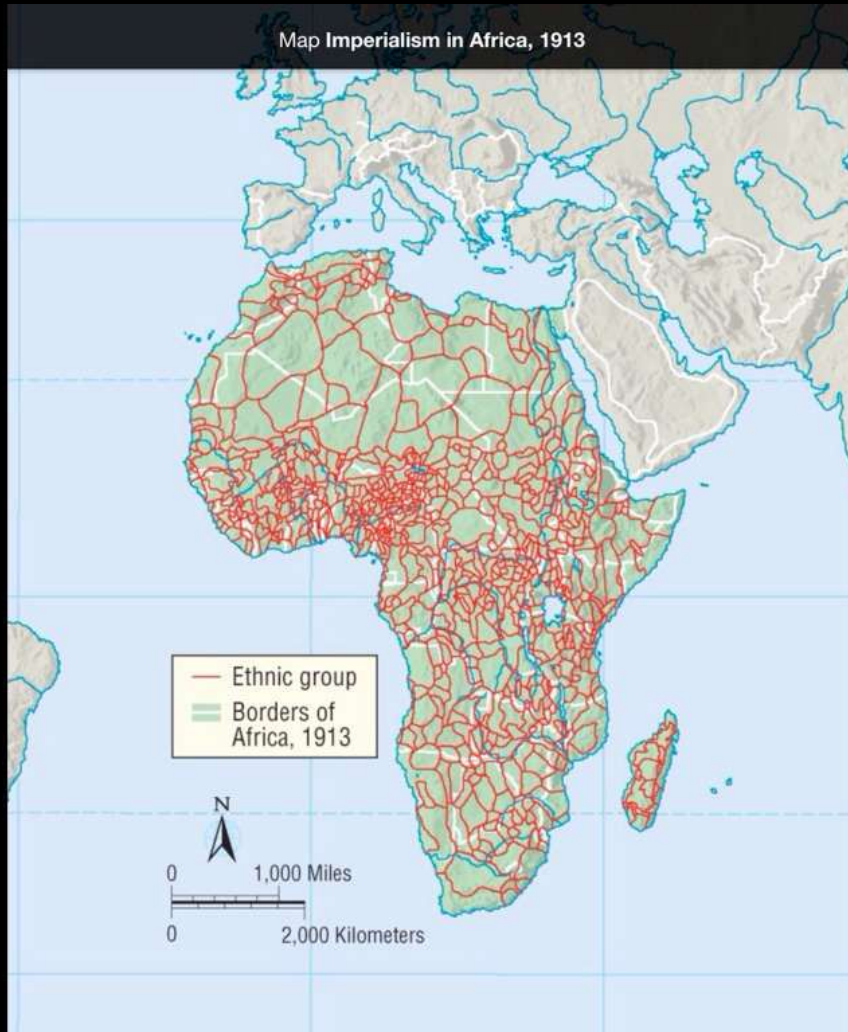 Map Imperialism in Africa, 1913
Ethnic group
Borders of
Africa, 1913
N
0 1,000 Miles
0 2,000 Kilometers